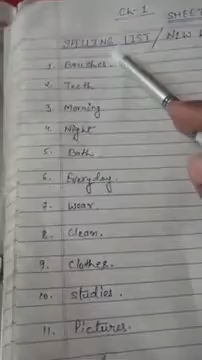 Ch-1
SHEET
SPELLING LIST / NEW
1. Brushes.
2. Teeth
3. Morning
4. Night
5. Bath
6. Everyday.
7. Wear
8. Clean.
9. Clothes.
10. Studies.
11. Pictures.